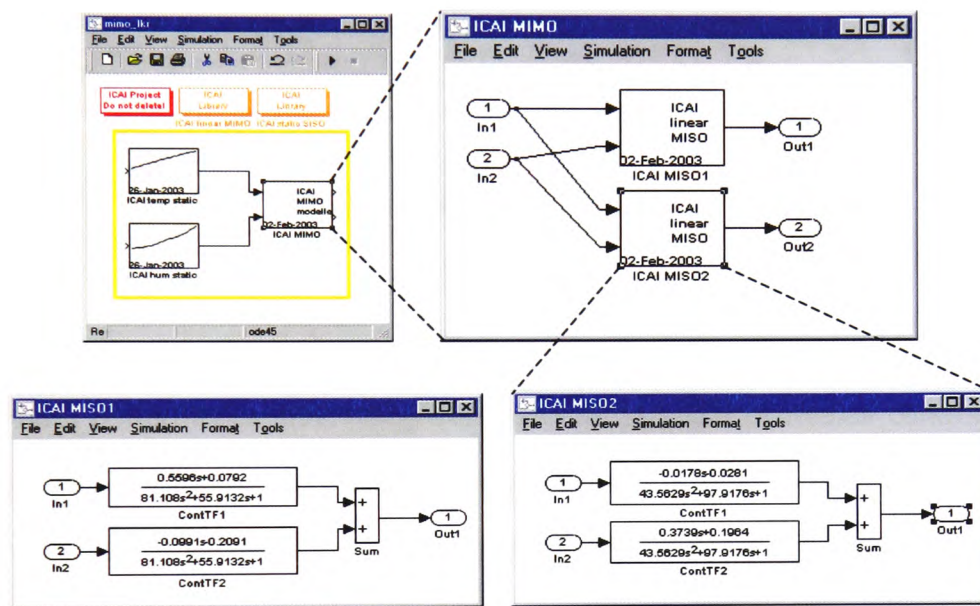 mimo_lkr
File Edit View Simulation Format Tools
ICAI Project
Do not delete!
ICAI
Library
ICAI linear MIMO
ICAI
Library
ICAI static SISO
26-Jan-2003
ICAI temp static
26-Jan-2003
ICAI hum static
ICAI
MIMO
modelle
02-Feb-2003
ICAI MIMO
Re
ode45
ICAI MIMO
File Edit View Simulation Format Tools
1
In1
2
In2
ICAI
linear
MISO
02-Feb-2003
ICAI MISO1
1
Out1
ICAI
linear
MISO
02-Feb-2003
ICAI MISO2
2
Out2
ICAI MISO1
File Edit View Simulation Format Tools
1
In1
0.5596s+0.0792
81.108s²+55.9132s+1
ContTF1
2
In2
-0.0991s-0.2091
81.108s²+55.9132s+1
ContTF2
+
+
Sum
1
Out1
ICAI MISO2
File Edit View Simulation Format Tools
1
In1
-0.0178s-0.0281
43.5629s²+97.9176s+1
ContTF1
2
In2
0.3739s+0.1964
43.5629s²+97.9176s+1
ContTF2
+
+
Sum
1
Out1